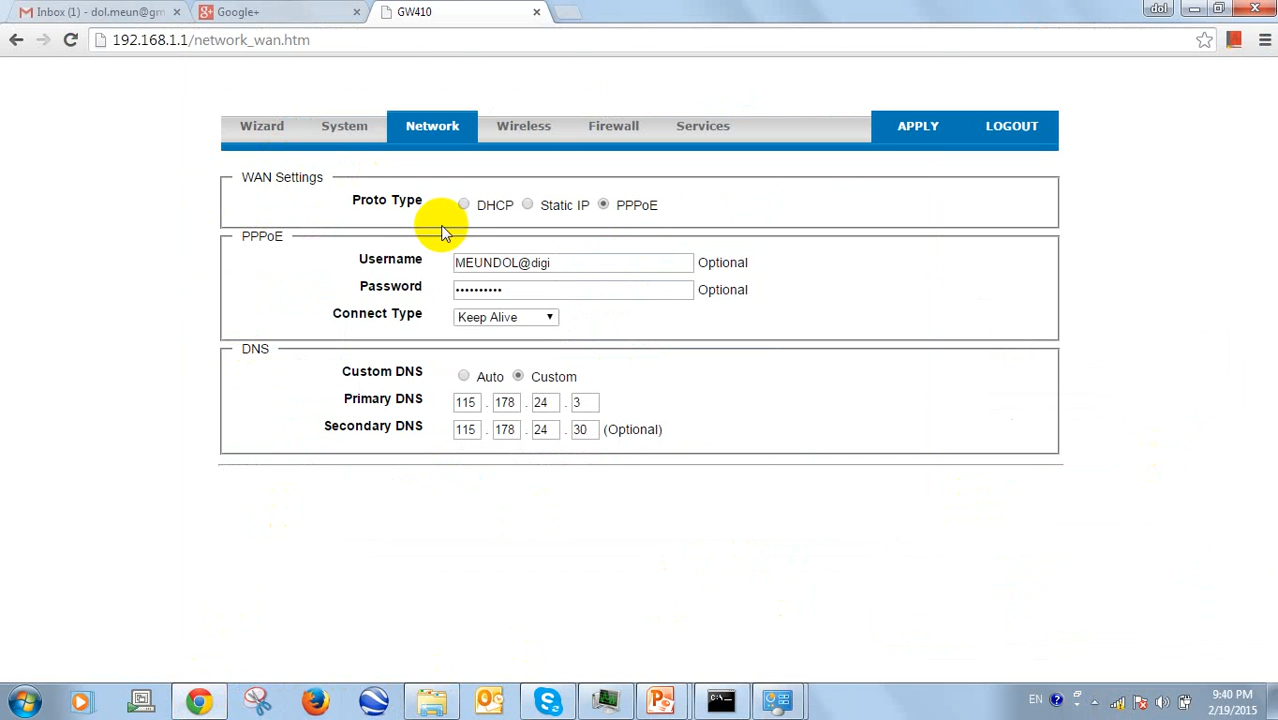 Inbox (1) - dol.meun@gm
Google+
GW410
dol
192.168.1.1/network_wan.htm
Wizard System Network Wireless Firewall Services APPLY LOGOUT
WAN Settings
Proto Type DHCP Static IP PPPoE
PPPoE
Username MEUNDOL@digi Optional
Password •••••••••• Optional
Connect Type Keep Alive
DNS
Custom DNS Auto Custom
Primary DNS 115 . 178 . 24 . 3
Secondary DNS 115 . 178 . 24 . 30 (Optional)
EN
9:40 PM
2/19/2015